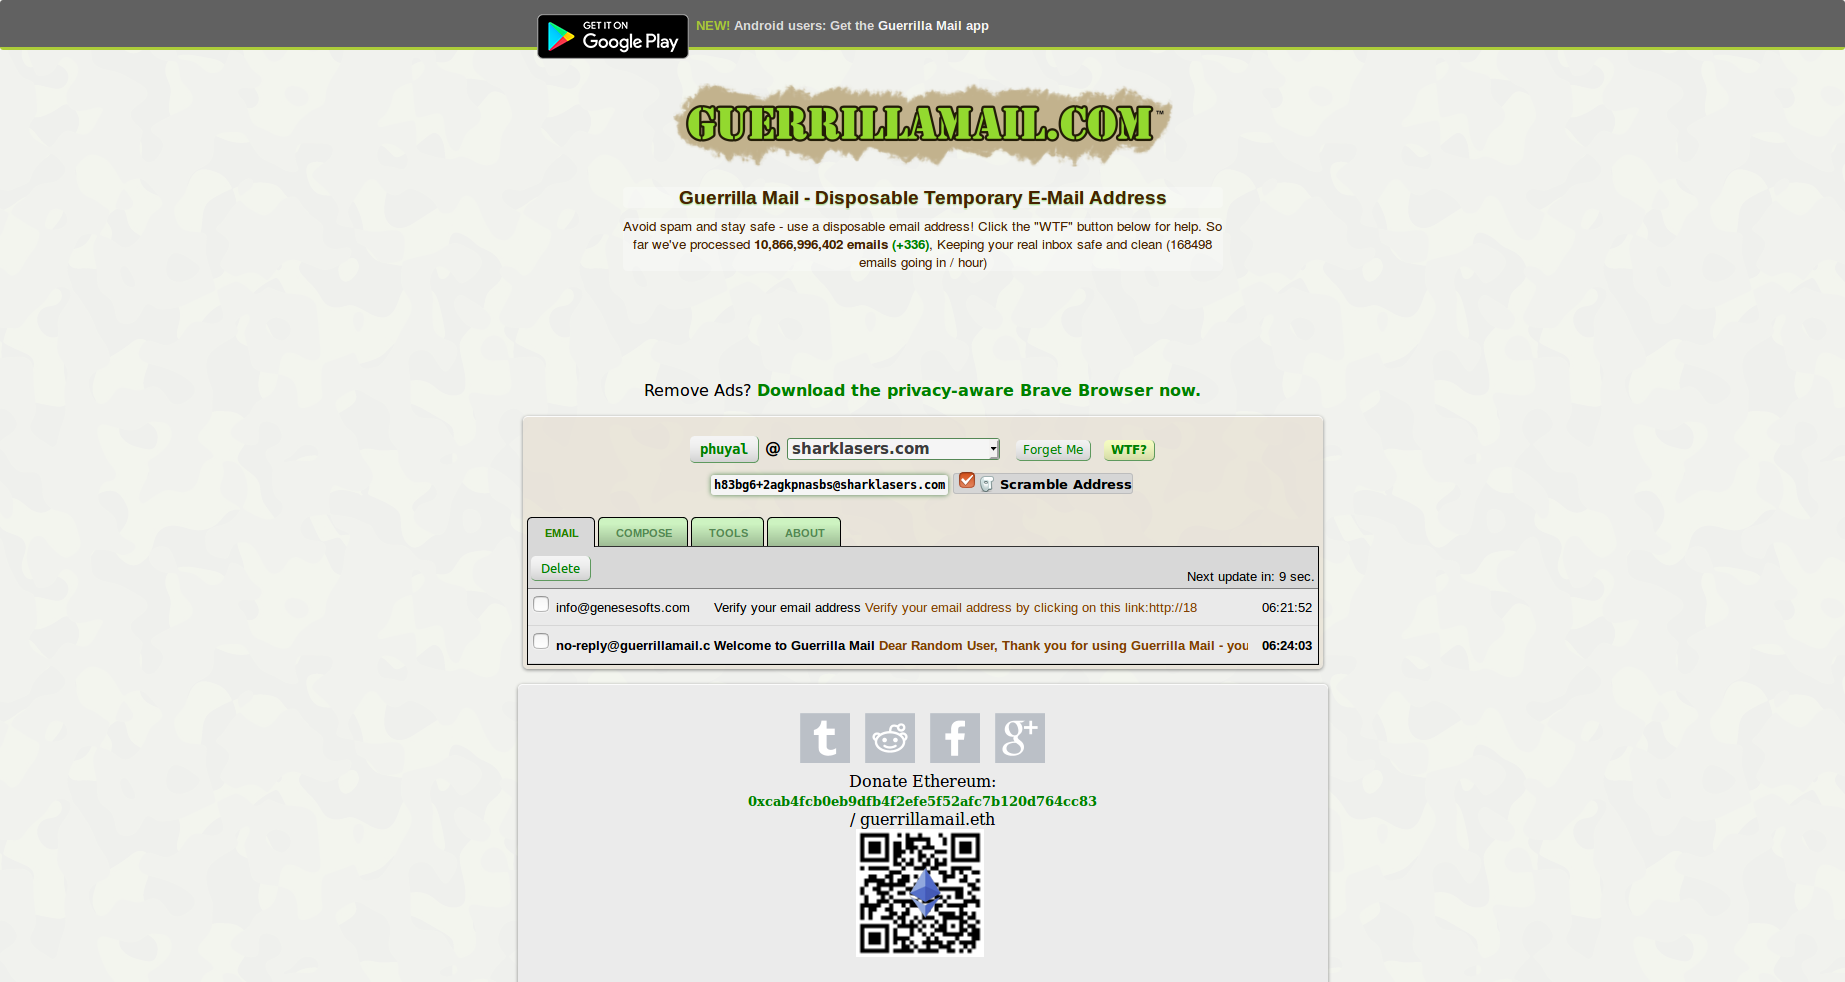 GET IT ON
Google Play
NEW! Android users: Get the Guerrilla Mail app
GUERRILLAMAIL.COM™
Guerrilla Mail - Disposable Temporary E-Mail Address
Avoid spam and stay safe - use a disposable email address! Click the "WTF" button below for help. So
far we've processed 10,866,996,402 emails (+336), Keeping your real inbox safe and clean (168498
emails going in / hour)
Remove Ads? Download the privacy-aware Brave Browser now.
phuyal @ sharklasers.com Forget Me WTF?
h83bg6+2agkpnasbs@sharklasers.com Scramble Address
EMAIL COMPOSE TOOLS ABOUT
Delete
Next update in: 9 sec.
info@genesesofts.com Verify your email address Verify your email address by clicking on this link:http://18 06:21:52
no-reply@guerrillamail.c Welcome to Guerrilla Mail Dear Random User, Thank you for using Guerrilla Mail - you 06:24:03
t f g+
Donate Ethereum:
0xcab4fcb0eb9dfb4f2efe5f52afc7b120d764cc83
/ guerrillamail.eth